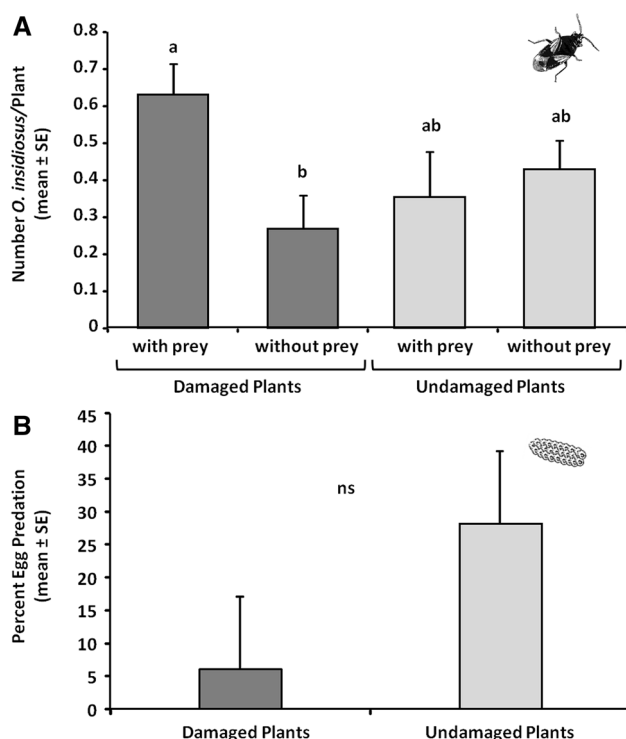 A
Number O. insidiosus/Plant
(mean ± SE)
0.8
0.7
0.6
0.5
0.4
0.3
0.2
0.1
0
a
b
ab
ab
with prey
without prey
with prey
without prey
Damaged Plants
Undamaged Plants
B
Percent Egg Predation
(mean ± SE)
45
40
35
30
25
20
15
10
5
0
ns
Damaged Plants
Undamaged Plants